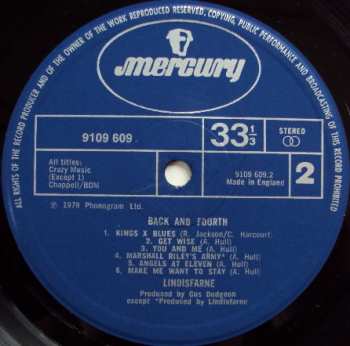 ALL RIGHTS OF THE RECORD PRODUCER AND OF THE OWNER OF THE WORK REPRODUCED RESERVED. COPYING, PUBLIC PERFORMANCE AND BROADCASTING OF THIS RECORD PROHIBITED
mercury
9109 609
33 1/3
STEREO
All titles:
Crazy Music
(Except 1)
Chappell/BDN
9109 609.2
Made in England
2
℗ 1978 Phonogram Ltd.
BACK AND FOURTH
1. KINGS X BLUES (R. Jackson/C. Harcourt)
2. GET WISE (A. Hull)
3. YOU AND ME (A. Hull)
4. MARSHALL RILEY'S ARMY* (A. Hull)
5. ANGELS AT ELEVEN (A. Hull)
6. MAKE ME WANT TO STAY (A. Hull)
LINDISFARNE
Produced by Gus Dudgeon
except *Produced by Lindisfarne